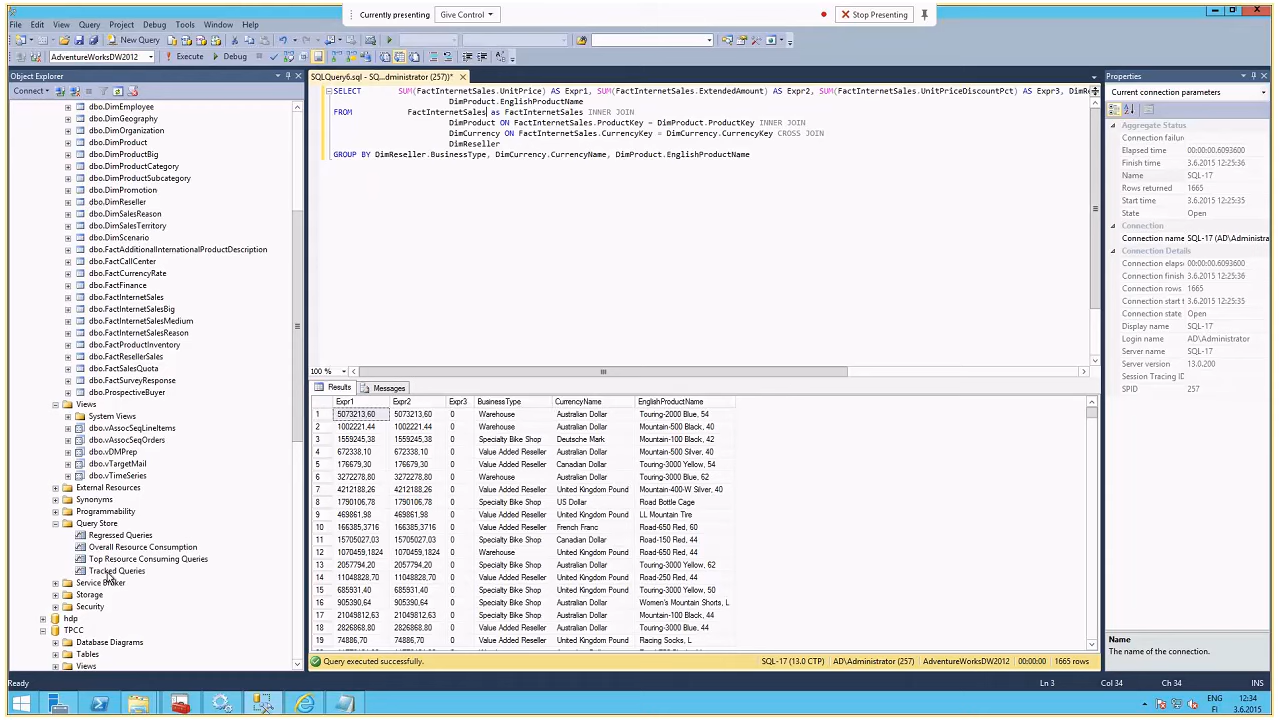 Currently presenting Give Control Stop Presenting
File Edit View Query Project Debug Tools Window Help
New Query
AdventureWorksDW2012 Execute Debug
Object Explorer
Connect
dbo.DimEmployee
dbo.DimGeography
dbo.DimOrganization
dbo.DimProduct
dbo.DimProductBig
dbo.DimProductCategory
dbo.DimProductSubcategory
dbo.DimPromotion
dbo.DimReseller
dbo.DimSalesReason
dbo.DimSalesTerritory
dbo.DimScenario
dbo.FactAdditionalInternationalProductDescription
dbo.FactCallCenter
dbo.FactCurrencyRate
dbo.FactFinance
dbo.FactInternetSales
dbo.FactInternetSalesBig
dbo.FactInternetSalesMedium
dbo.FactInternetSalesReason
dbo.FactProductInventory
dbo.FactResellerSales
dbo.FactSalesQuota
dbo.FactSurveyResponse
dbo.ProspectiveBuyer
Views
System Views
dbo.vAssocSeqLineItems
dbo.vAssocSeqOrders
dbo.vDMPrep
dbo.vTargetMail
dbo.vTimeSeries
External Resources
Synonyms
Programmability
Query Store
Regressed Queries
Overall Resource Consumption
Top Resource Consuming Queries
Tracked Queries
Service Broker
Storage
Security
hdp
TPCC
Database Diagrams
Tables
Views
SQLQuery6.sql - SQ...dministrator (257))*
SELECT SUM(FactInternetSales.UnitPrice) AS Expr1, SUM(FactInternetSales.ExtendedAmount) AS Expr2, SUM(FactInternetSales.UnitPriceDiscountPct) AS Expr3, DimRe
DimProduct.EnglishProductName
FROM FactInternetSales as FactInternetSales INNER JOIN
DimProduct ON FactInternetSales.ProductKey = DimProduct.ProductKey INNER JOIN
DimCurrency ON FactInternetSales.CurrencyKey = DimCurrency.CurrencyKey CROSS JOIN
DimReseller
GROUP BY DimReseller.BusinessType, DimCurrency.CurrencyName, DimProduct.EnglishProductName
100 %
Results Messages
Expr1 Expr2 Expr3 BusinessType CurrencyName EnglishProductName
1 5073213,60 5073213,60 0 Warehouse Australian Dollar Touring-2000 Blue, 54
2 1002221,44 1002221,44 0 Warehouse Australian Dollar Mountain-500 Black, 40
3 1559245,38 1559245,38 0 Specialty Bike Shop Deutsche Mark Mountain-100 Black, 42
4 672338,10 672338,10 0 Value Added Reseller Australian Dollar Mountain-500 Silver, 40
5 176679,30 176679,30 0 Value Added Reseller Canadian Dollar Touring-3000 Yellow, 54
6 3272278,80 3272278,80 0 Warehouse Australian Dollar Touring-3000 Blue, 62
7 4212188,26 4212188,26 0 Value Added Reseller United Kingdom Pound Mountain-400-W Silver, 40
8 1790106,78 1790106,78 0 Specialty Bike Shop US Dollar Road Bottle Cage
9 469861,98 469861,98 0 Specialty Bike Shop United Kingdom Pound LL Mountain Tire
10 166385,3716 166385,3716 0 Value Added Reseller French Franc Road-650 Red, 60
11 15705027,03 15705027,03 0 Specialty Bike Shop Canadian Dollar Road-150 Red, 44
12 1070459,1824 1070459,1824 0 Warehouse United Kingdom Pound Road-650 Red, 44
13 2057794,20 2057794,20 0 Specialty Bike Shop Australian Dollar Touring-3000 Yellow, 62
14 11048828,70 11048828,70 0 Value Added Reseller Australian Dollar Road-250 Red, 44
15 685931,40 685931,40 0 Specialty Bike Shop United Kingdom Pound Touring-3000 Yellow, 50
16 905390,64 905390,64 0 Specialty Bike Shop Australian Dollar Women's Mountain Shorts, L
17 21049812,63 21049812,63 0 Specialty Bike Shop Australian Dollar Mountain-100 Black, 44
18 2826868,80 2826868,80 0 Value Added Reseller Australian Dollar Touring-3000 Blue, 44
19 74886,70 74886,70 0 Warehouse Canadian Dollar Racing Socks, L
Query executed successfully. SQL-17 (13.0 CTP) AD\Administrator (257) AdventureWorksDW2012 00:00:00 1665 rows
Properties
Current connection parameters
Aggregate Status
Connection failure
Elapsed time 00:00:00.6093600
Finish time 3.6.2015 12:25:36
Name SQL-17
Rows returned 1665
Start time 3.6.2015 12:25:35
State Open
Connection
Connection name SQL-17 (AD\Administra
Connection Details
Connection elaps 00:00:00.6093600
Connection finish 3.6.2015 12:25:36
Connection rows 1665
Connection start t 3.6.2015 12:25:35
Connection state Open
Display name SQL-17
Login name AD\Administrator
Server name SQL-17
Server version 13.0.200
Session Tracing ID
SPID 257
Name
The name of the connection.
Ready Ln 3 Col 34 Ch 34 INS
ENG 12:34
FI 3.6.2015